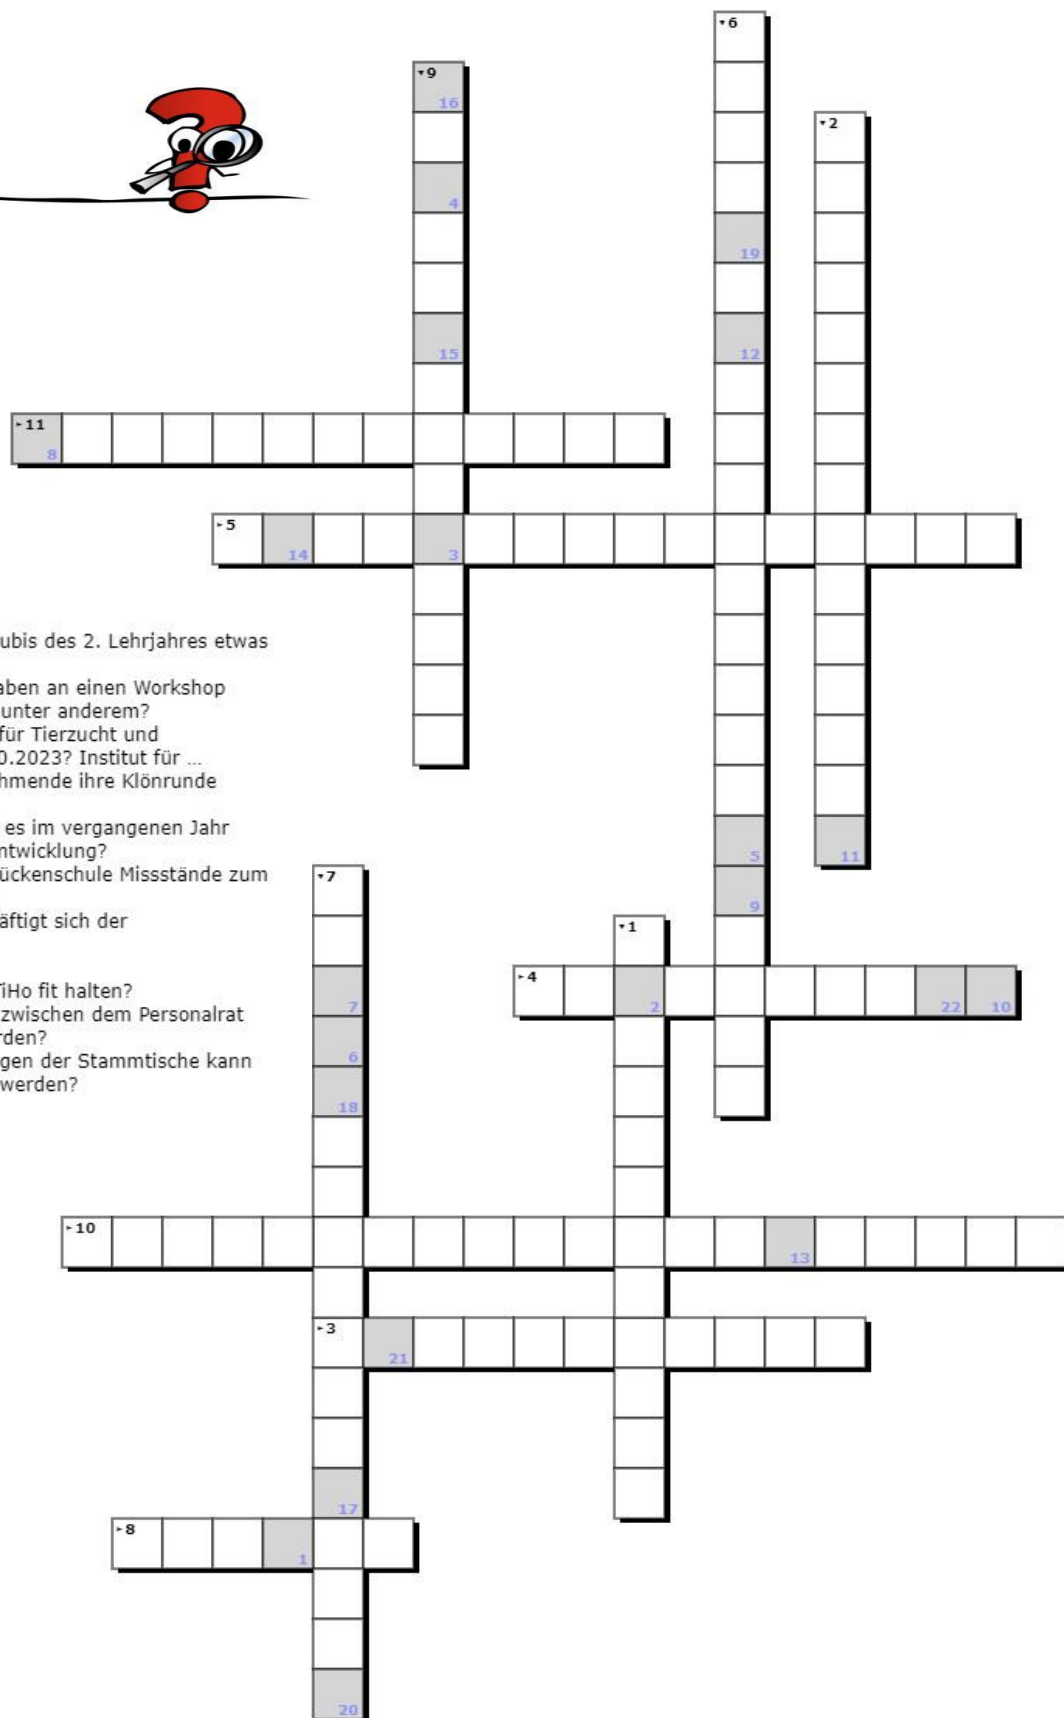 ▾6
▾9
16
▾2
4
19
15
12
▸11
8
▸5
14
3
ubis des 2. Lehrjahres etwas
aben an einen Workshop
unter anderem?
für Tierzucht und
0.2023? Institut für ...
hmende ihre Klönrunde
es im vergangenen Jahr
ntwicklung?
ückenschule Missstände zum
äftigt sich der
TiHo fit halten?
zwischen dem Personalrat
rden?
gen der Stammtische kann
werden?
5
11
▾7
9
▾1
▸4
7
2
22
10
6
18
▸10
13
▸3
21
17
▸8
1
20